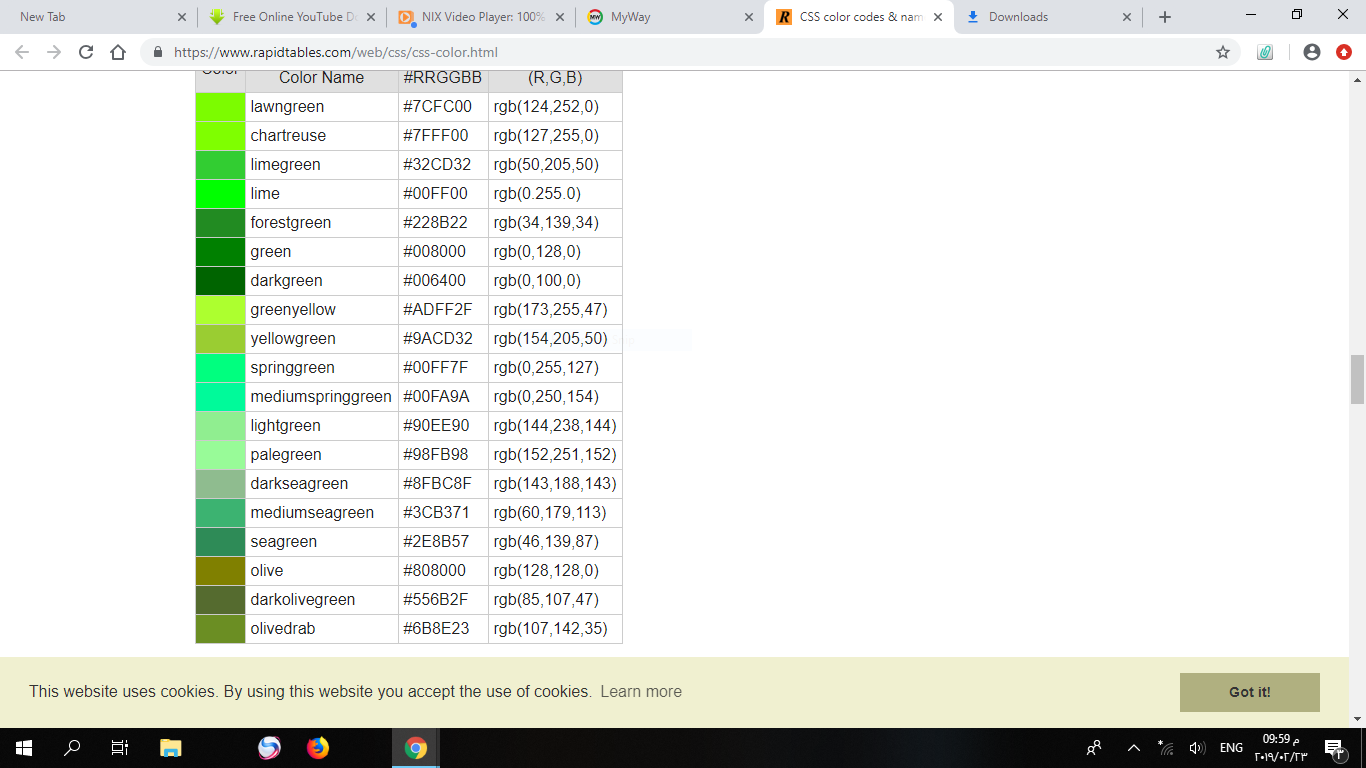 New Tab
Free Online YouTube Do
NIX Video Player: 100%
MyWay
CSS color codes & nam
Downloads
https://www.rapidtables.com/web/css/css-color.html
Color Color Name #RRGGBB (R,G,B)
lawngreen #7CFC00 rgb(124,252,0)
chartreuse #7FFF00 rgb(127,255,0)
limegreen #32CD32 rgb(50,205,50)
lime #00FF00 rgb(0.255.0)
forestgreen #228B22 rgb(34,139,34)
green #008000 rgb(0,128,0)
darkgreen #006400 rgb(0,100,0)
greenyellow #ADFF2F rgb(173,255,47)
yellowgreen #9ACD32 rgb(154,205,50)
springgreen #00FF7F rgb(0,255,127)
mediumspringgreen #00FA9A rgb(0,250,154)
lightgreen #90EE90 rgb(144,238,144)
palegreen #98FB98 rgb(152,251,152)
darkseagreen #8FBC8F rgb(143,188,143)
mediumseagreen #3CB371 rgb(60,179,113)
seagreen #2E8B57 rgb(46,139,87)
olive #808000 rgb(128,128,0)
darkolivegreen #556B2F rgb(85,107,47)
olivedrab #6B8E23 rgb(107,142,35)
This website uses cookies. By using this website you accept the use of cookies. Learn more
Got it!
ENG
09:59 م
٢٠١٩/٠٢/٢٣
٣